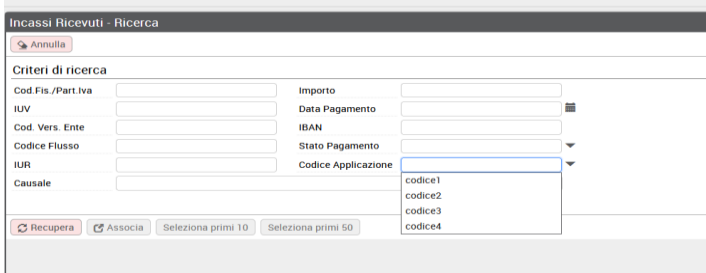 Incassi Ricevuti - Ricerca
Annulla
Criteri di ricerca
Cod.Fis./Part.Iva Importo
IUV Data Pagamento
Cod. Vers. Ente IBAN
Codice Flusso Stato Pagamento
IUR Codice Applicazione
Causale
codice1
codice2
codice3
codice4
Recupera Associa Seleziona primi 10 Seleziona primi 50